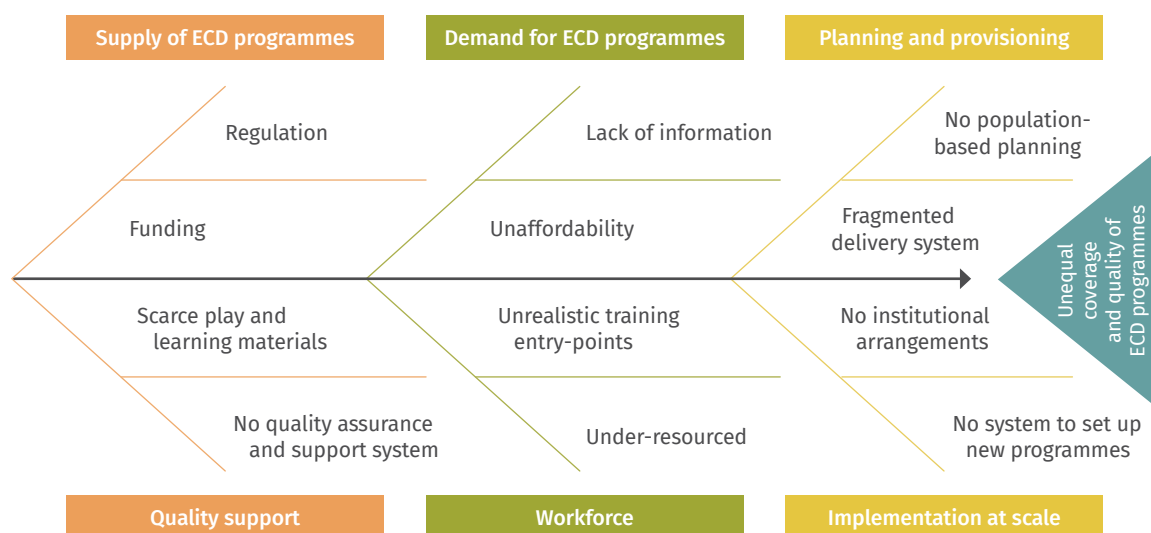 Supply of ECD programmes
Demand for ECD programmes
Planning and provisioning
Regulation
Lack of information
No population-
based planning
Funding
Unaffordability
Fragmented
delivery system
Unequal
coverage
and quality of
ECD programmes
Scarce play and
learning materials
Unrealistic training
entry-points
No institutional
arrangements
No quality assurance
and support system
Under-resourced
No system to set up
new programmes
Quality support
Workforce
Implementation at scale